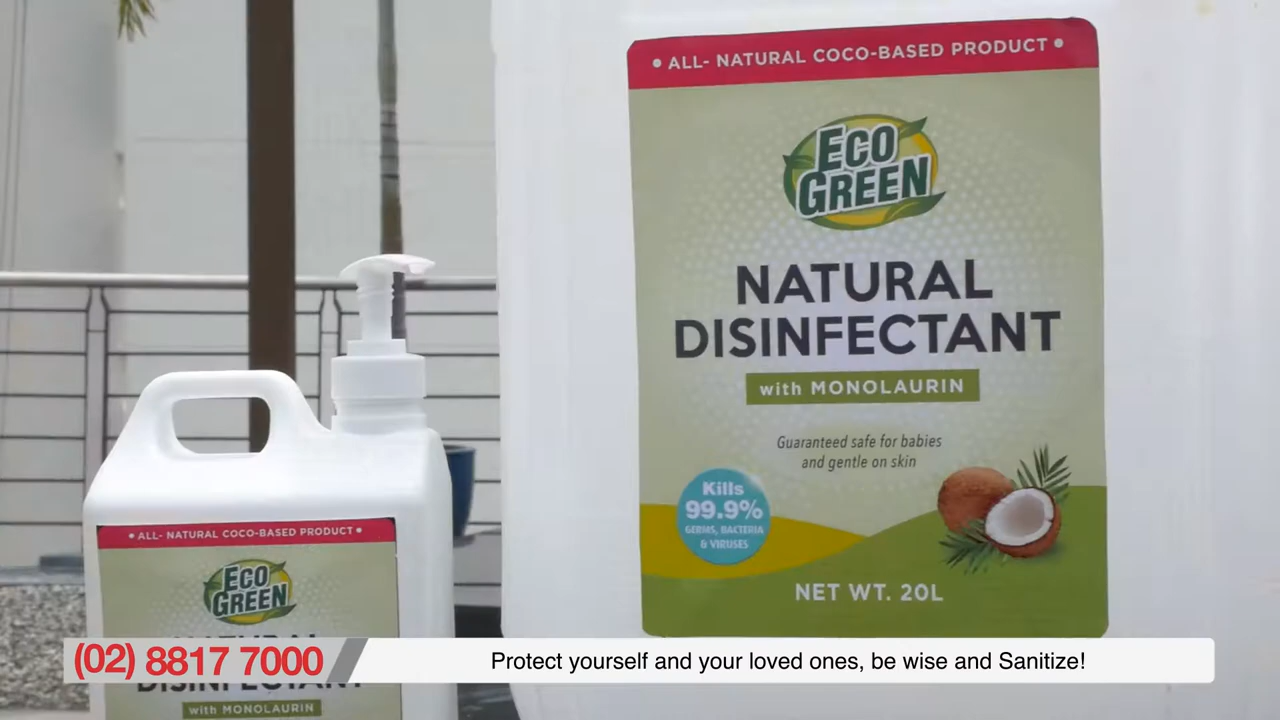 • ALL- NATURAL COCO-BASED PRODUCT •
ECO
GREEN
NATURAL
DISINFECTANT
with MONOLAURIN
Guaranteed safe for babies
and gentle on skin
Kills
99.9%
GERMS, BACTERIA
& VIRUSES
NET WT. 20L
• ALL- NATURAL COCO-BASED PRODUCT •
ECO
GREEN
NATURAL
DISINFECTANT
with MONOLAURIN
(02) 8817 7000
Protect yourself and your loved ones, be wise and Sanitize!